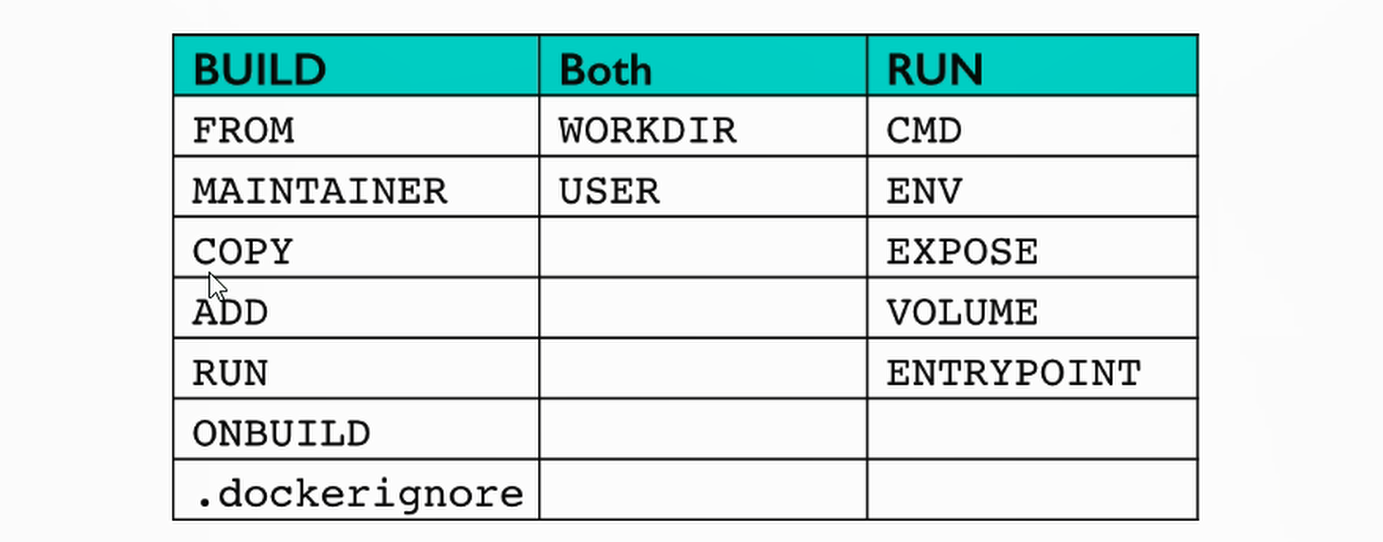 BUILD Both RUN
FROM WORKDIR CMD
MAINTAINER USER ENV
COPY EXPOSE
ADD VOLUME
RUN ENTRYPOINT
ONBUILD
.dockerignore